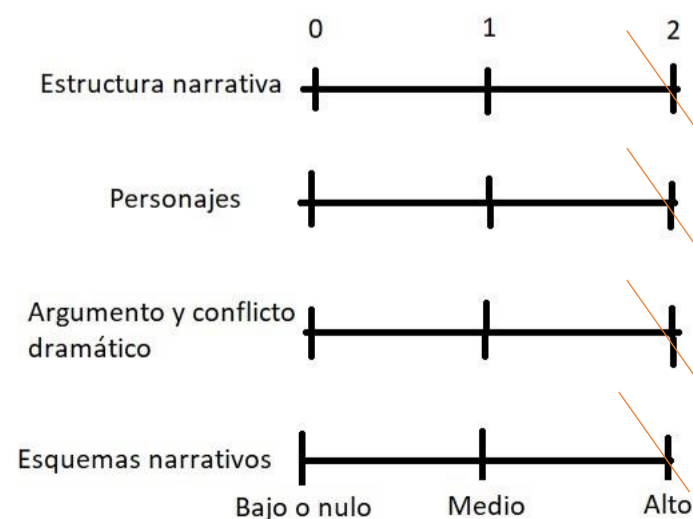 0 1 2
Estructura narrativa
Personajes
Argumento y conflicto
dramático
Esquemas narrativos
Bajo o nulo Medio Alto